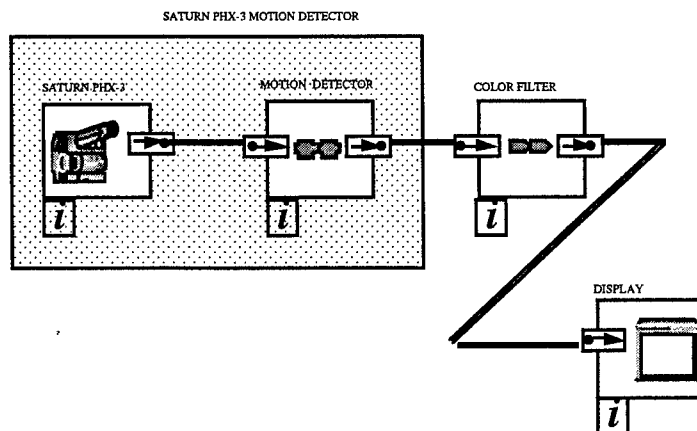 SATURN PHX-3 MOTION DETECTOR
SATURN PHX-3
MOTION DETECTOR
COLOR FILTER
i
i
i
DISPLAY
i